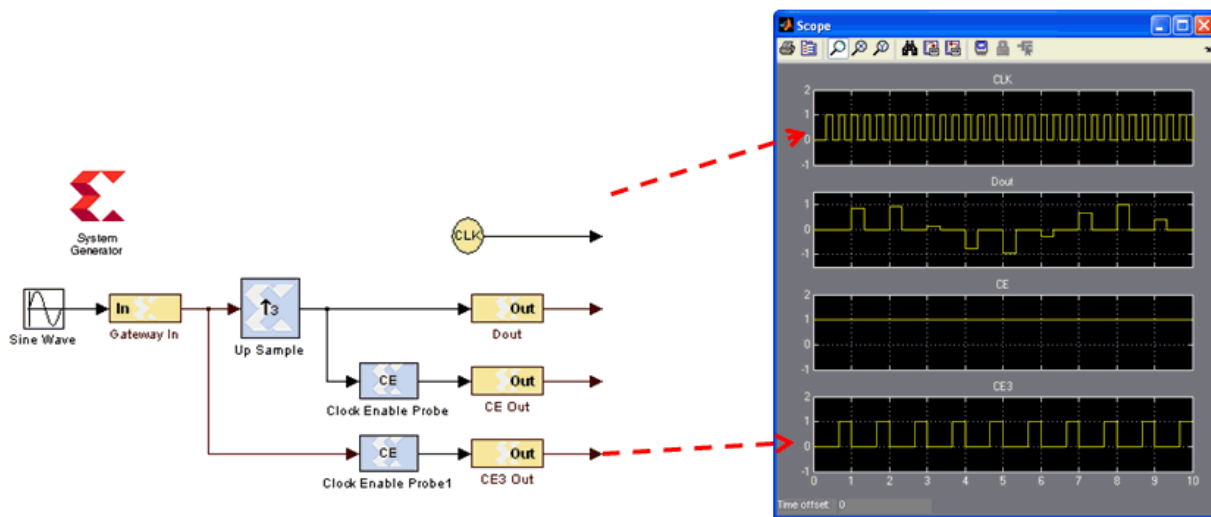 System
Generator
Sine Wave
In
Gateway In
↑3
Up Sample
CLK
Out
Dout
CE
Clock Enable Probe
Out
CE Out
CE
Clock Enable Probe1
Out
CE3 Out
Scope
CLK
2
1
0
-1
Dout
1
0
-1
CE
2
1
0
-1
CE3
2
1
0
-1
0 1 2 3 4 5 6 7 8 9 10
Time offset: 0